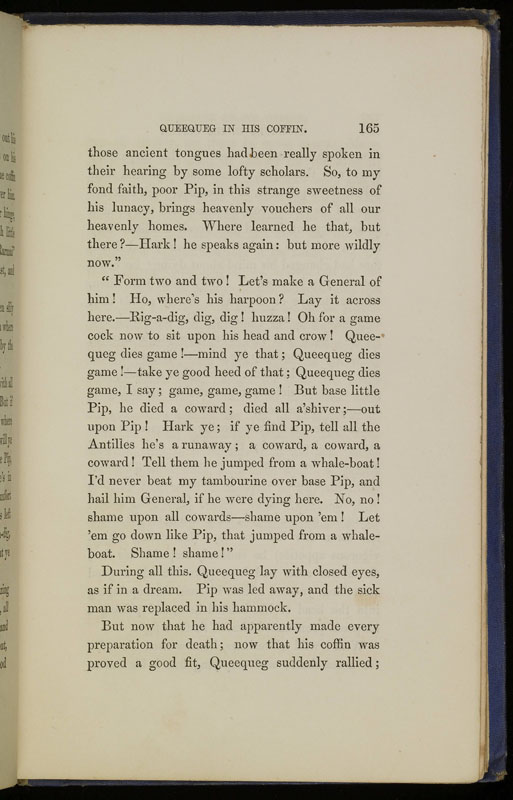 QUEEQUEG IN HIS COFFIN. 165
those ancient tongues had been really spoken in
their hearing by some lofty scholars. So, to my
fond faith, poor Pip, in this strange sweetness of
his lunacy, brings heavenly vouchers of all our
heavenly homes. Where learned he that, but
there?—Hark! he speaks again: but more wildly
now.”
“ Form two and two! Let’s make a General of
him! Ho, where’s his harpoon? Lay it across
here.—Rig-a-dig, dig, dig! huzza! Oh for a game
cock now to sit upon his head and crow! Quee-
queg dies game!—mind ye that; Queequeg dies
game!—take ye good heed of that; Queequeg dies
game, I say; game, game, game! But base little
Pip, he died a coward; died all a’shiver;—out
upon Pip! Hark ye; if ye find Pip, tell all the
Antilles he’s a runaway; a coward, a coward, a
coward! Tell them he jumped from a whale-boat!
I’d never beat my tambourine over base Pip, and
hail him General, if he were dying here. No, no!
shame upon all cowards—shame upon ’em! Let
’em go down like Pip, that jumped from a whale-
boat. Shame! shame!”
During all this. Queequeg lay with closed eyes,
as if in a dream. Pip was led away, and the sick
man was replaced in his hammock.
But now that he had apparently made every
preparation for death; now that his coffin was
proved a good fit, Queequeg suddenly rallied;